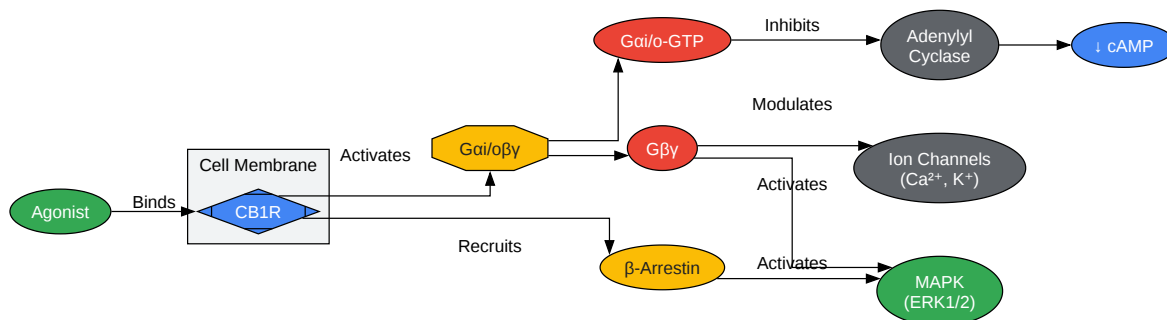 Gαi/o-GTP
Inhibits
Adenylyl
Cyclase
↓ cAMP
Modulates
Cell Membrane
Activates
Gαi/oβγ
Gβγ
Ion Channels
(Ca²⁺, K⁺)
Activates
Agonist
Binds
CB1R
Recruits
β-Arrestin
Activates
MAPK
(ERK1/2)